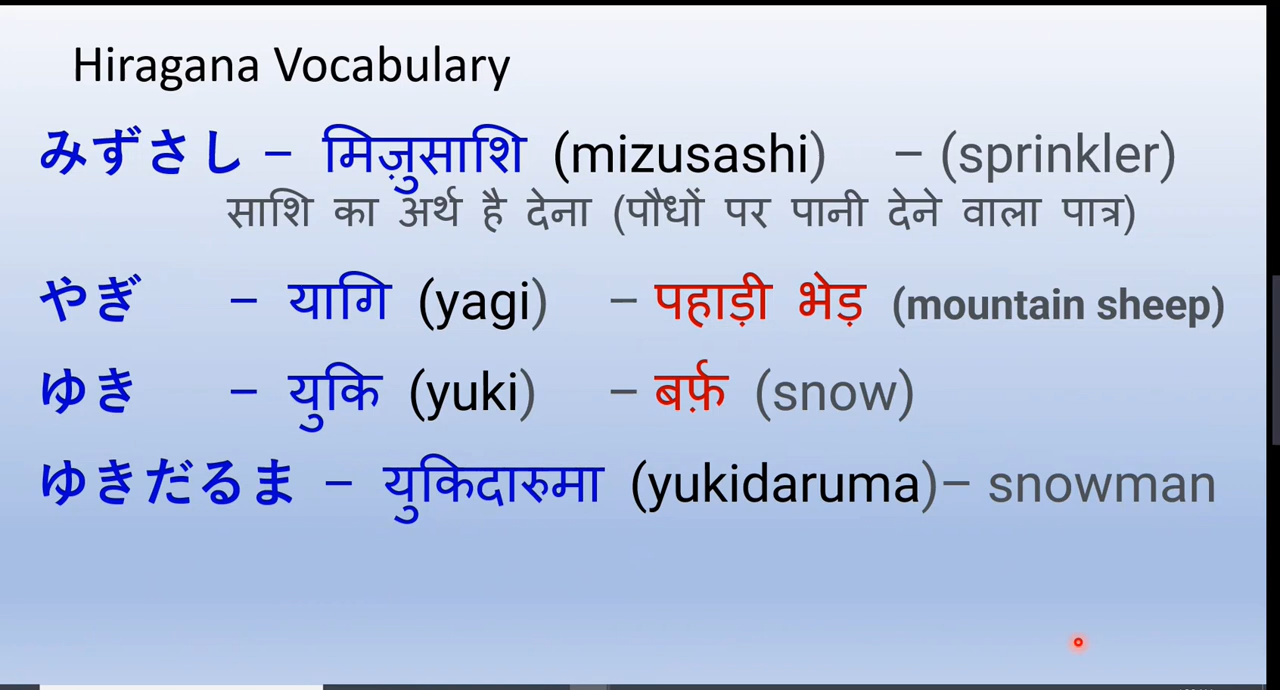 Hiragana Vocabulary
みずさし – मिज़ुसाशि (mizusashi) – (sprinkler)
साशि का अर्थ है देना (पौधों पर पानी देने वाला पात्र)
やぎ – यागि (yagi) – पहाड़ी भेड़ (mountain sheep)
ゆき – युकि (yuki) – बर्फ़ (snow)
ゆきだるま – युकिदारुमा (yukidaruma)– snowman